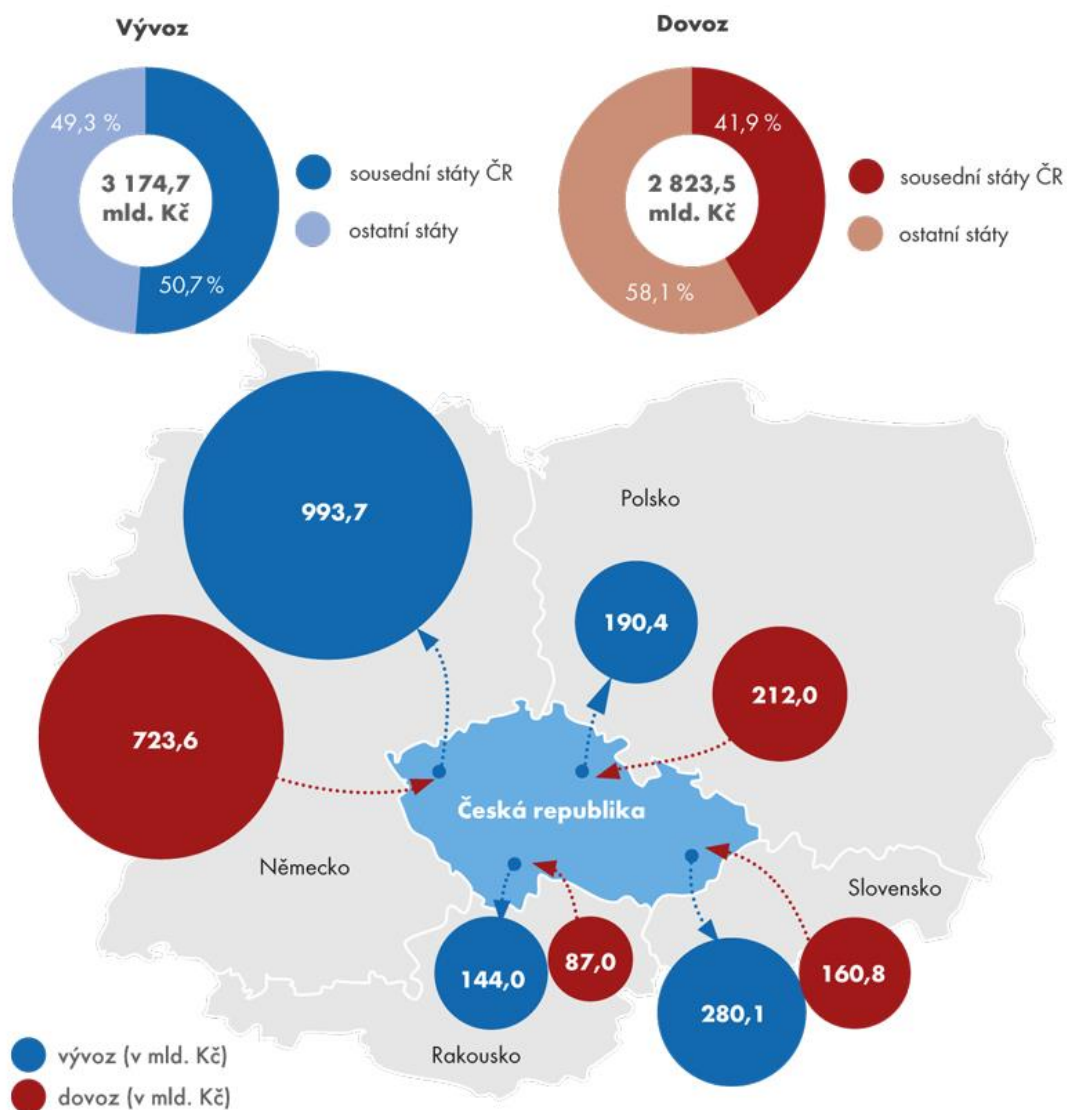 Vývoz
49,3 %
3 174,7
mld. Kč
50,7 %
sousední státy ČR
ostatní státy
Dovoz
41,9 %
2 823,5
mld. Kč
58,1 %
sousední státy ČR
ostatní státy
993,7
Polsko
190,4
212,0
723,6
Česká republika
Německo
Slovensko
144,0
87,0
160,8
280,1
Rakousko
vývoz (v mld. Kč)
dovoz (v mld. Kč)